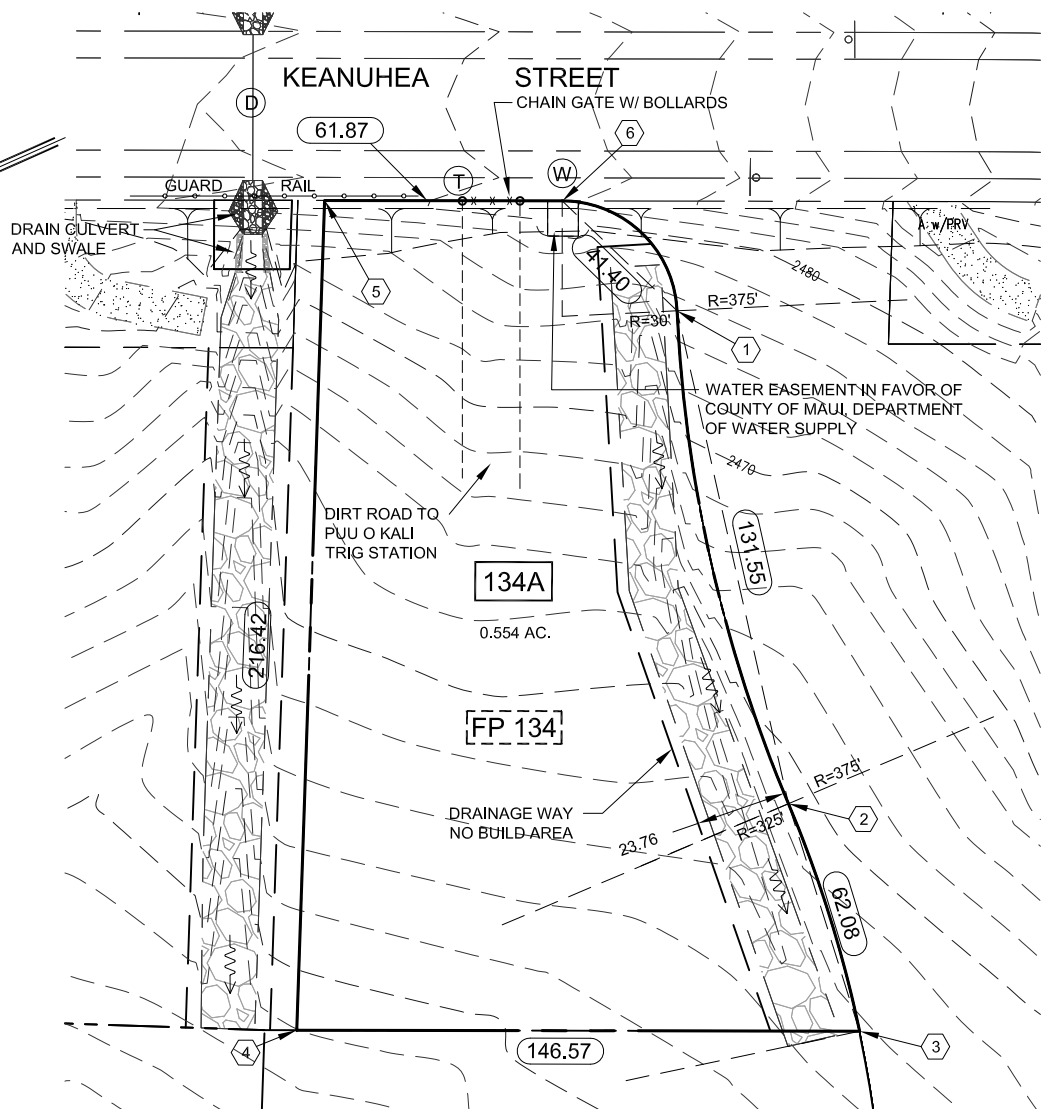 KEANUHEA STREET
CHAIN GATE W/ BOLLARDS
D
61.87
6
GUARD RAIL
T
W
DRAIN CULVERT
AND SWALE
A w/PRV
2480
41.40
5
R=375'
R=30'
1
WATER EASEMENT IN FAVOR OF
COUNTY OF MAUI, DEPARTMENT
OF WATER SUPPLY
2470
DIRT ROAD TO
PUU O KALI
TRIG STATION
131.55
134A
0.554 AC.
216.42
FP 134
R=375'
DRAINAGE WAY
NO BUILD AREA
R=325'
2
23.76
62.08
4
146.57
3